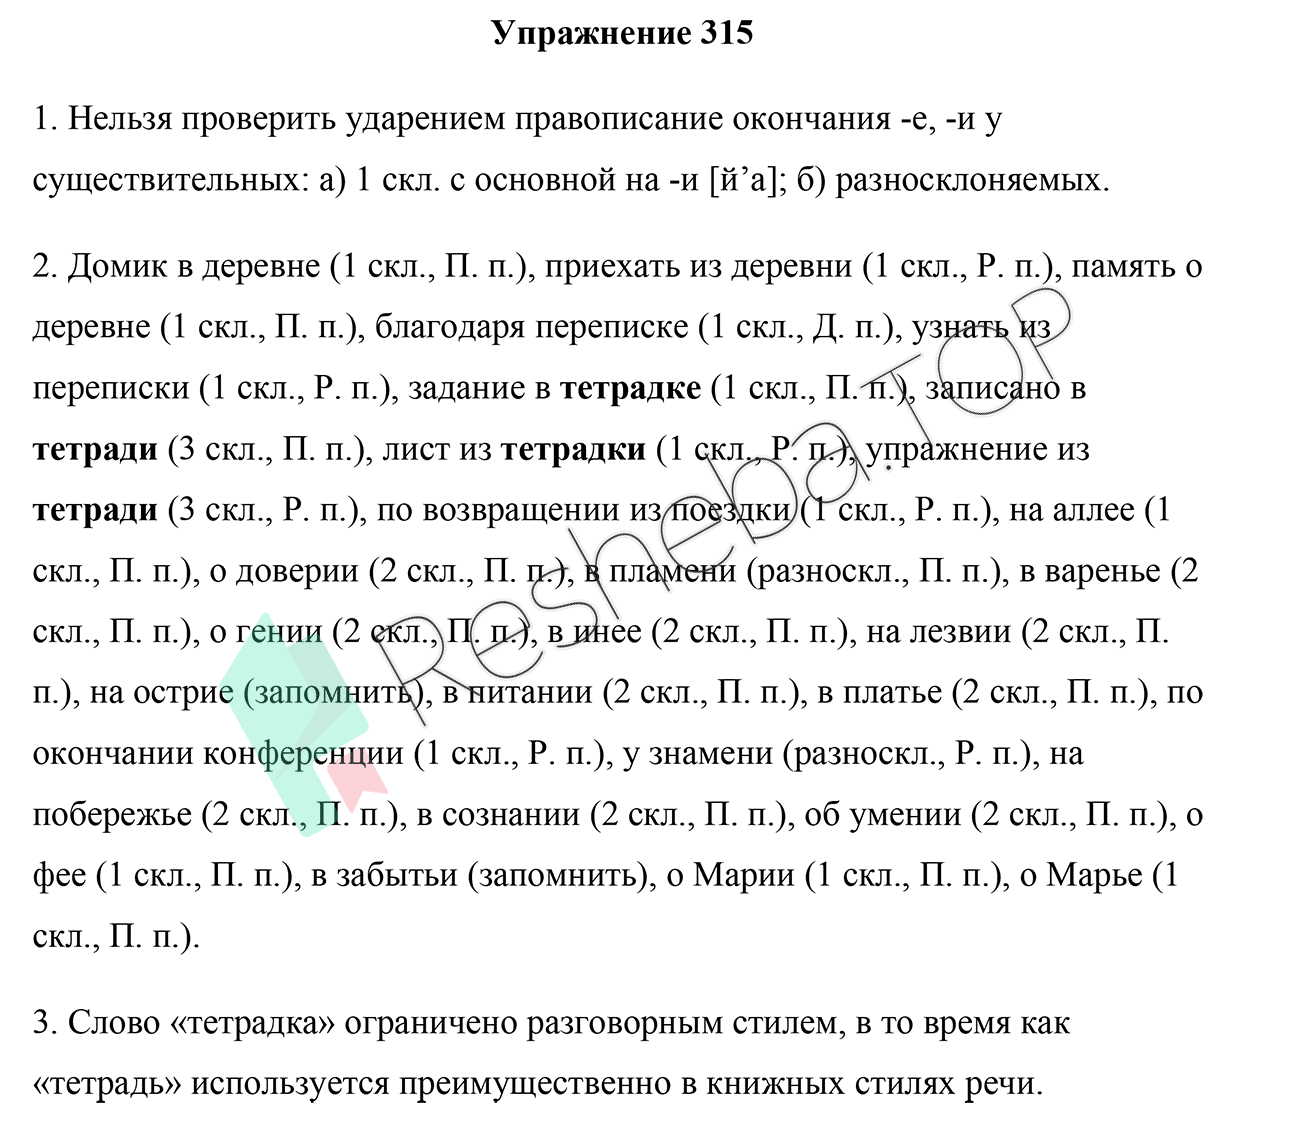 Упражнение 315
1. Нельзя проверить ударением правописание окончания -е, -и у
существительных: а) 1 скл. с основной на -и [й’а]; б) разносклоняемых.
2. Домик в деревне (1 скл., П. п.), приехать из деревни (1 скл., Р. п.), память о
деревне (1 скл., П. п.), благодаря переписке (1 скл., Д. п.), узнать из
переписки (1 скл., Р. п.), задание в тетрадке (1 скл., П. п.), записано в
тетради (3 скл., П. п.), лист из тетрадки (1 скл., Р. п.), упражнение из
тетради (3 скл., Р. п.), по возвращении из поездки (1 скл., Р. п.), на аллее (1
скл., П. п.), о доверии (2 скл., П. п.), в пламени (разноскл., П. п.), в варенье (2
скл., П. п.), о гении (2 скл., П. п.), в инее (2 скл., П. п.), на лезвии (2 скл., П.
п.), на острие (запомнить), в питании (2 скл., П. п.), в платье (2 скл., П. п.), по
окончании конференции (1 скл., Р. п.), у знамени (разноскл., Р. п.), на
побережье (2 скл., П. п.), в сознании (2 скл., П. п.), об умении (2 скл., П. п.), о
фее (1 скл., П. п.), в забытьи (запомнить), о Марии (1 скл., П. п.), о Марье (1
скл., П. п.).
3. Слово «тетрадка» ограничено разговорным стилем, в то время как
«тетрадь» используется преимущественно в книжных стилях речи.
Resheba.TOP